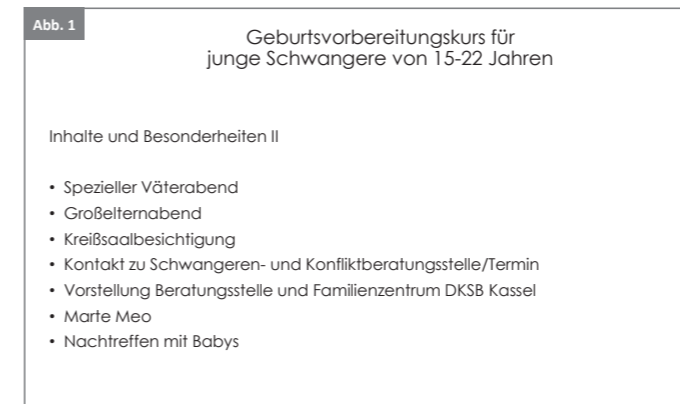 Abb. 1
Geburtsvorbereitungskurs für
junge Schwangere von 15-22 Jahren
Inhalte und Besonderheiten II
• Spezieller Väterabend
• Großelternabend
• Kreißsaalbesichtigung
• Kontakt zu Schwangeren- und Konfliktberatungsstelle/Termin
• Vorstellung Beratungsstelle und Familienzentrum DKSB Kassel
• Marte Meo
• Nachtreffen mit Babys